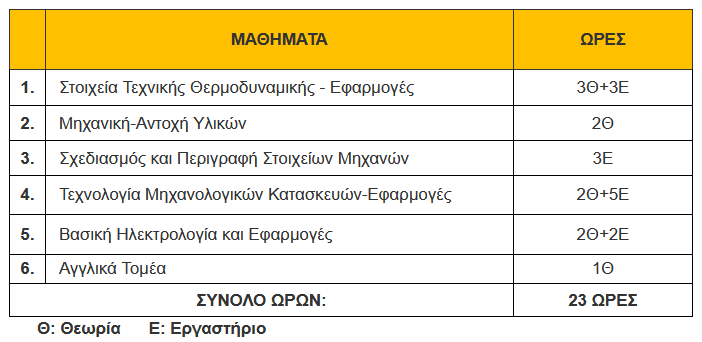 ΜΑΘΗΜΑΤΑ ΩΡΕΣ
1. Στοιχεία Τεχνικής Θερμοδυναμικής - Εφαρμογές 3Θ+3Ε
2. Μηχανική-Αντοχή Υλικών 2Θ
3. Σχεδιασμός και Περιγραφή Στοιχείων Μηχανών 3Ε
4. Τεχνολογία Μηχανολογικών Κατασκευών-Εφαρμογές 2Θ+5Ε
5. Βασική Ηλεκτρολογία και Εφαρμογές 2Θ+2Ε
6. Αγγλικά Τομέα 1Θ
ΣΥΝΟΛΟ ΩΡΩΝ: 23 ΩΡΕΣ
Θ: Θεωρία Ε: Εργαστήριο